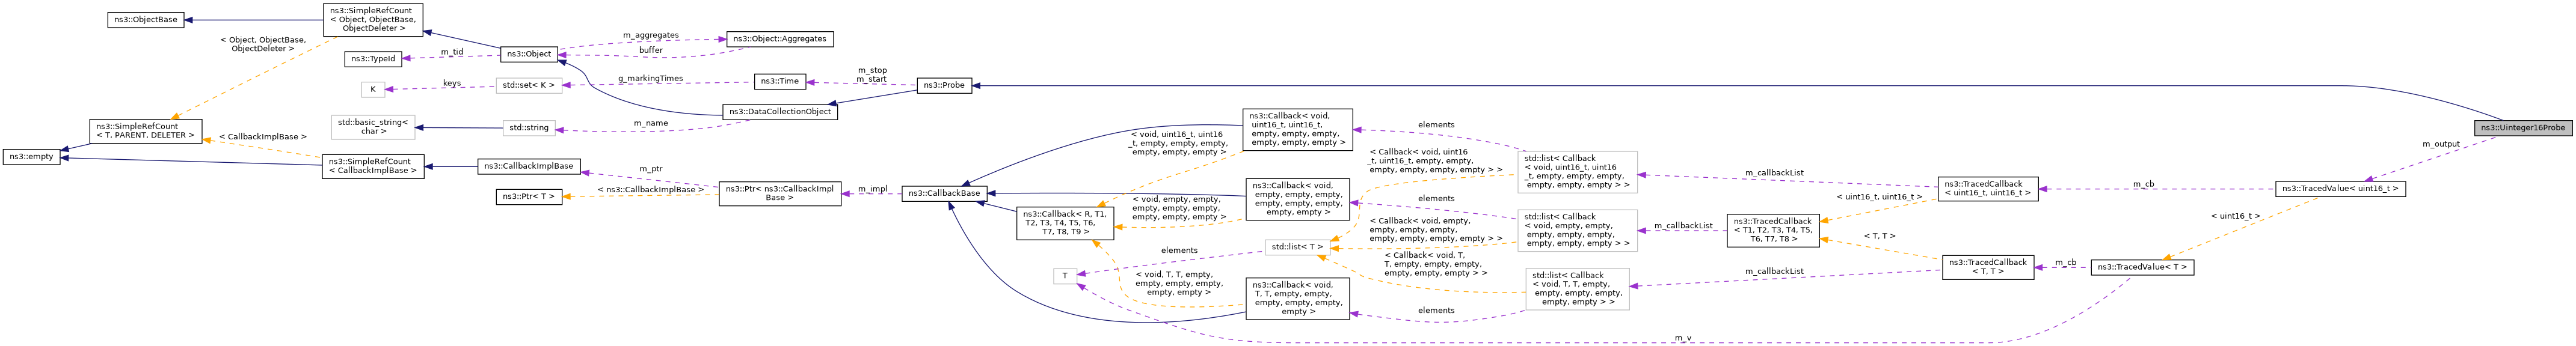 ns3::ObjectBase
ns3::SimpleRefCount
< Object, ObjectBase,
ObjectDeleter >
< Object, ObjectBase,
ObjectDeleter >
ns3::TypeId
m_tid
ns3::Object
m_aggregates
buffer
ns3::Object::Aggregates
K
keys
std::set< K >
g_markingTimes
ns3::Time
m_stop
m_start
ns3::Probe
ns3::DataCollectionObject
m_name
std::basic_string<
char >
std::string
ns3::SimpleRefCount
< T, PARENT, DELETER >
< CallbackImplBase >
ns3::empty
ns3::SimpleRefCount
< CallbackImplBase >
ns3::CallbackImplBase
m_ptr
ns3::Ptr< T >
< ns3::CallbackImplBase >
ns3::Ptr< ns3::CallbackImpl
Base >
m_impl
ns3::CallbackBase
ns3::Callback< R, T1,
T2, T3, T4, T5, T6,
T7, T8, T9 >
T
< void, uint16_t, uint16
_t, empty, empty, empty,
empty, empty, empty >
< void, empty, empty,
empty, empty, empty,
empty, empty, empty >
elements
< void, T, T, empty,
empty, empty, empty,
empty, empty >
ns3::Callback< void,
uint16_t, uint16_t,
empty, empty, empty,
empty, empty, empty >
ns3::Callback< void,
empty, empty, empty,
empty, empty, empty,
empty, empty >
std::list< T >
ns3::Callback< void,
T, T, empty, empty,
empty, empty, empty,
empty >
elements
< Callback< void, uint16
_t, uint16_t, empty, empty,
empty, empty, empty, empty > >
elements
< Callback< void, empty,
empty, empty, empty,
empty, empty, empty, empty > >
< Callback< void, T,
T, empty, empty, empty,
empty, empty, empty > >
elements
std::list< Callback
< void, uint16_t, uint16
_t, empty, empty, empty,
empty, empty, empty > >
std::list< Callback
< void, empty, empty,
empty, empty, empty,
empty, empty, empty > >
std::list< Callback
< void, T, T, empty,
empty, empty, empty,
empty, empty > >
m_callbackList
m_callbackList
m_callbackList
m_v
ns3::TracedCallback
< T1, T2, T3, T4, T5,
T6, T7, T8 >
< uint16_t, uint16_t >
< T, T >
ns3::TracedCallback
< uint16_t, uint16_t >
ns3::TracedCallback
< T, T >
m_cb
m_cb
ns3::TracedValue< T >
< uint16_t >
ns3::TracedValue< uint16_t >
m_output
ns3::Uinteger16Probe